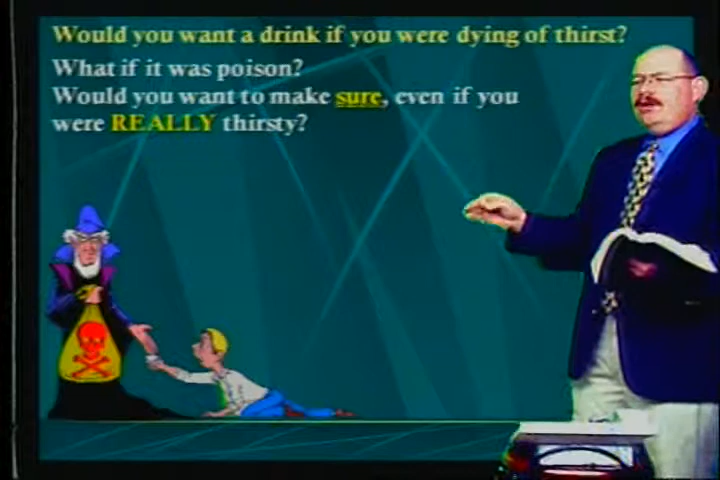 Would you want a drink if you were dying of thirst?
What if it was poison?
Would you want to make sure, even if you
were REALLY thirsty?